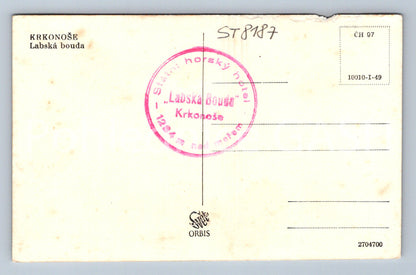 KRKONOŠE
Labská bouda
ST8187
ČH 97
10010-I-49
Státní horský hotel
„Labská Bouda"
Krkonoše
1284 m nad mořem
Svět
ORBIS
2704700